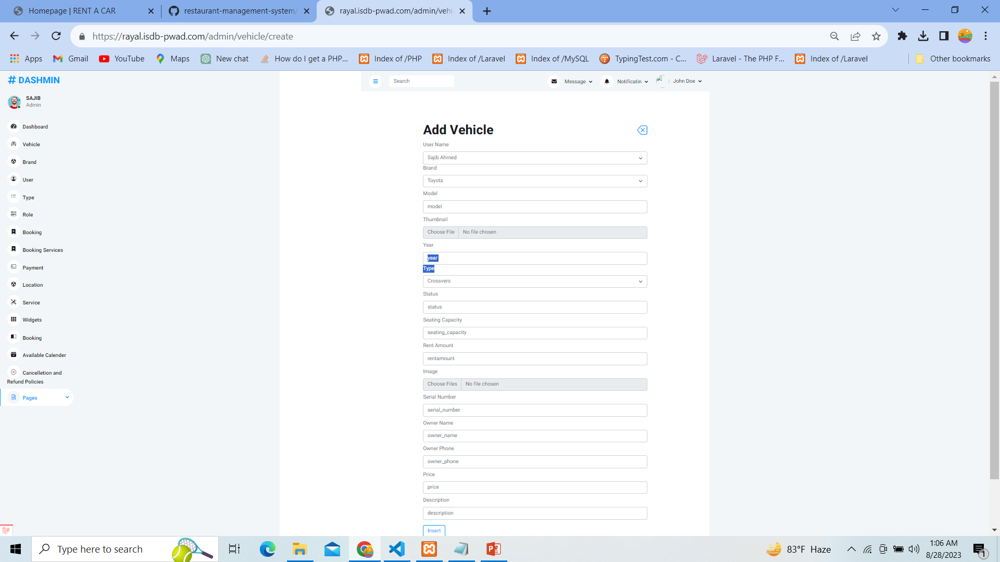 Homepage | RENT A CAR
restaurant-management-system/
rayal.isdb-pwad.com/admin/vehi
https://rayal.isdb-pwad.com/admin/vehicle/create
Apps
Gmail
YouTube
Maps
New chat
How do I get a PHP...
Index of /PHP
Index of /Laravel
Index of /MySQL
TypingTest.com - C...
Laravel - The PHP F...
Index of /Laravel
Other bookmarks
# DASHMIN
SAJIB
Admin
Dashboard
Vehicle
Brand
User
Type
Role
Booking
Booking Services
Payment
Location
Service
Widgets
Booking
Available Calender
Cancelletion and
Refund Policies
Pages
Search
Message
Notificatin
John Doe
Add Vehicle
User Name
Sajib Ahmed
Brand
Toyota
Model
model
Thumbnail
Choose File No file chosen
Year
year
Type
Crossvers
Status
status
Seating Capacity
seating_capacity
Rent Amount
rentamount
Image
Choose Files No file chosen
Serial Number
serial_number
Owner Name
owner_name
Owner Phone
owner_phone
Price
price
Description
description
Insert
Type here to search
83°F Haze
1:06 AM
8/28/2023
1